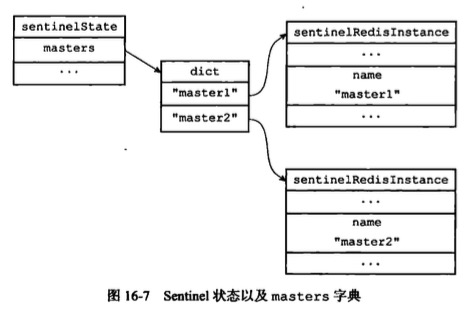 sentinelState
masters
...
dict
"master1"
"master2"
sentinelRedisInstance
...
name
"master1"
...
sentinelRedisInstance
...
name
"master2"
...
图 16-7 Sentinel 状态以及 masters 字典